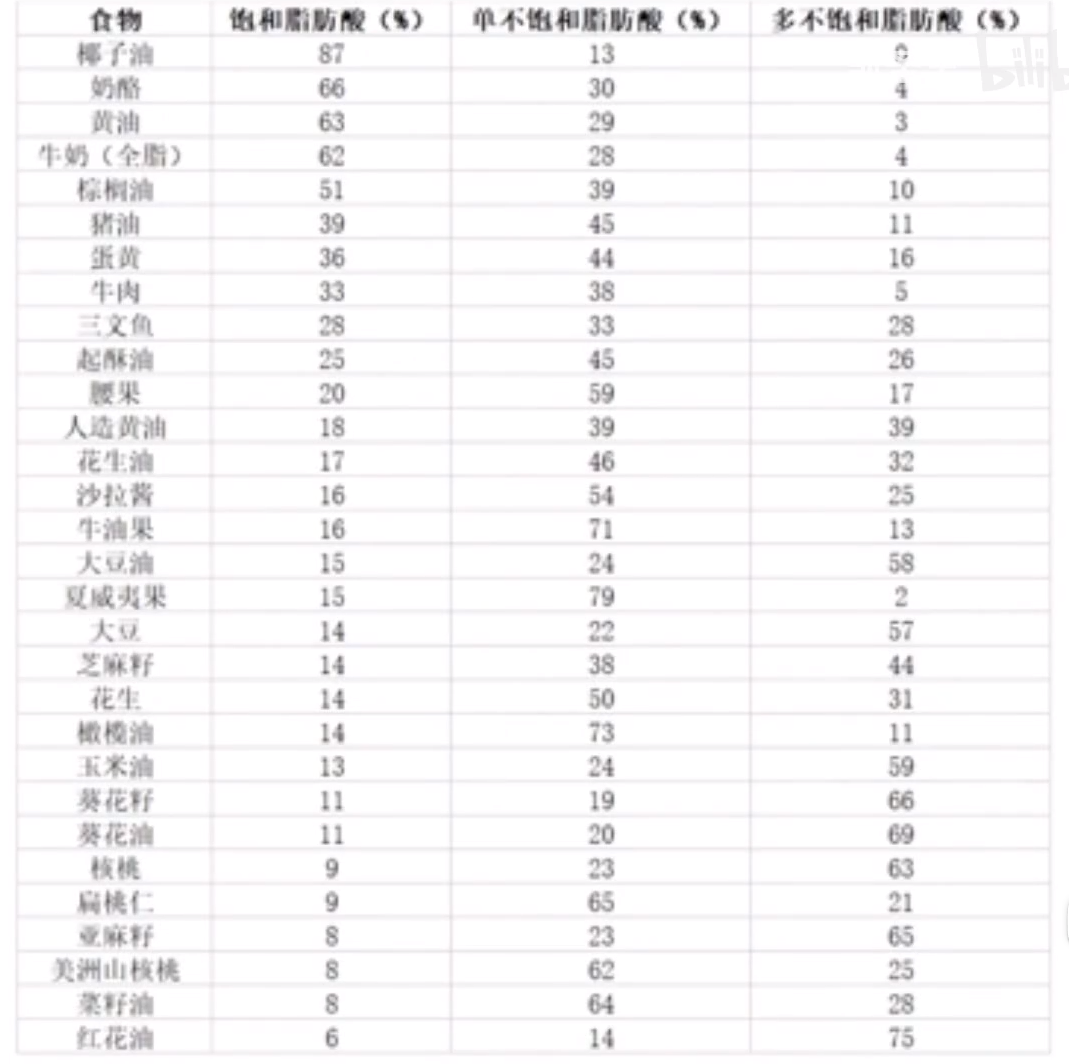 食物 饱和脂肪酸（%） 单不饱和脂肪酸（%） 多不饱和脂肪酸（%）
椰子油 87 13 0
奶酪 66 30 4
黄油 63 29 3
牛奶（全脂） 62 28 4
棕榈油 51 39 10
猪油 39 45 11
蛋黄 36 44 16
牛肉 33 38 5
三文鱼 28 33 28
起酥油 25 45 26
腰果 20 59 17
人造黄油 18 39 39
花生油 17 46 32
沙拉酱 16 54 25
牛油果 16 71 13
大豆油 15 24 58
夏威夷果 15 79 2
大豆 14 22 57
芝麻籽 14 38 44
花生 14 50 31
橄榄油 14 73 11
玉米油 13 24 59
葵花籽 11 19 66
葵花油 11 20 69
核桃 9 23 63
扁桃仁 9 65 21
亚麻籽 8 23 65
美洲山核桃 8 62 25
菜籽油 8 64 28
红花油 6 14 75